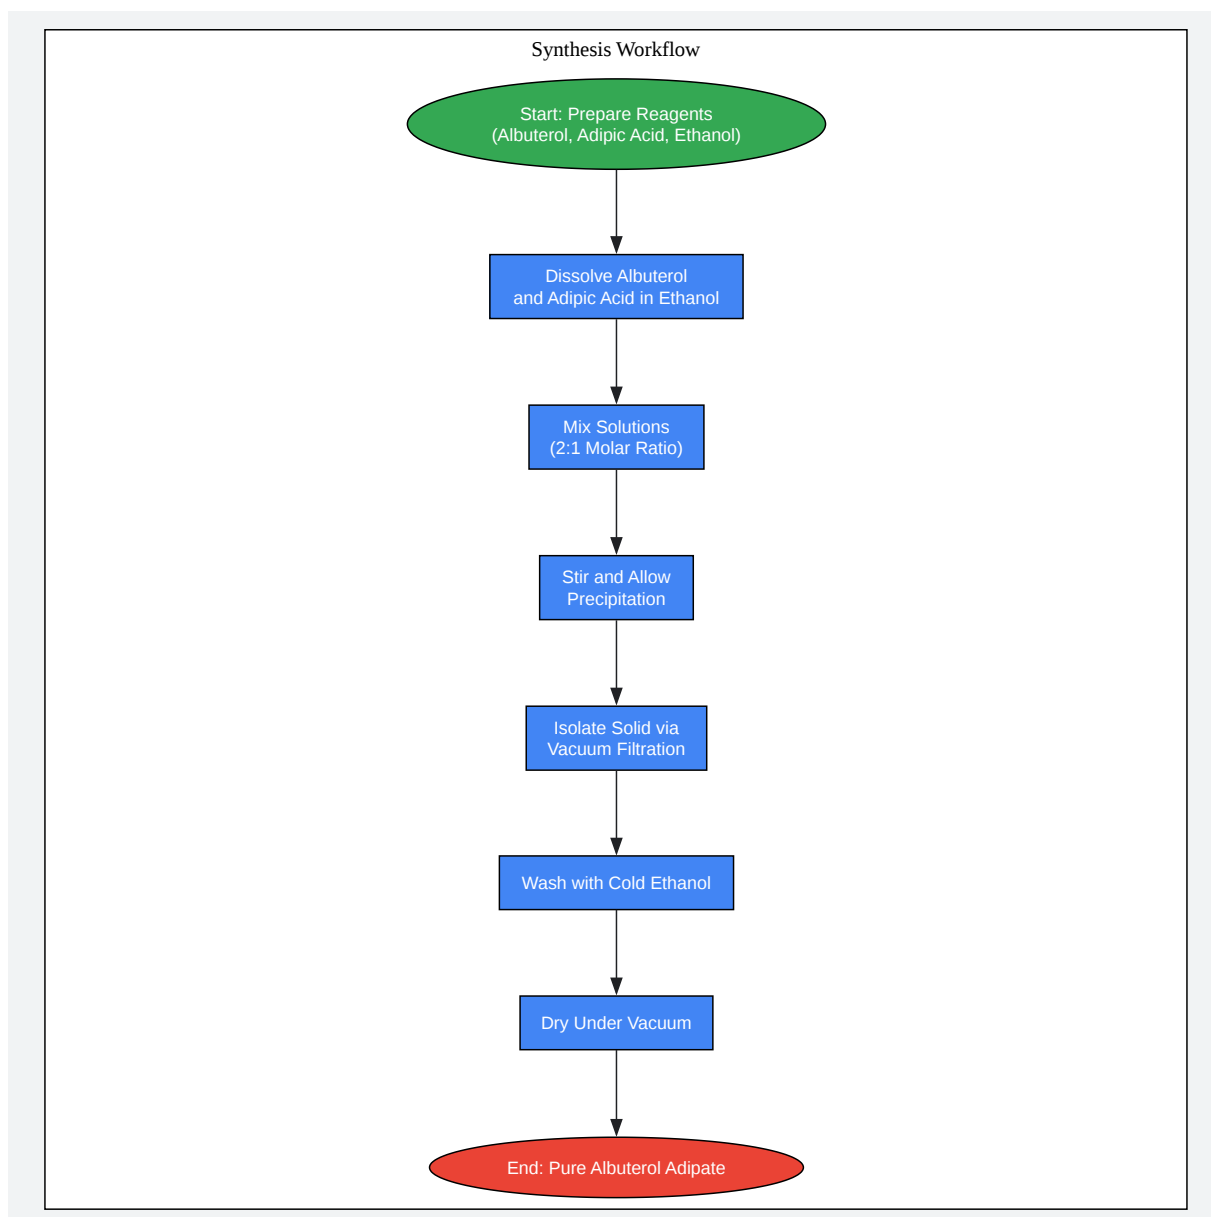 Synthesis Workflow
Start: Prepare Reagents
(Albuterol, Adipic Acid, Ethanol)
Dissolve Albuterol
and Adipic Acid in Ethanol
Mix Solutions
(2:1 Molar Ratio)
Stir and Allow
Precipitation
Isolate Solid via
Vacuum Filtration
Wash with Cold Ethanol
Dry Under Vacuum
End: Pure Albuterol Adipate